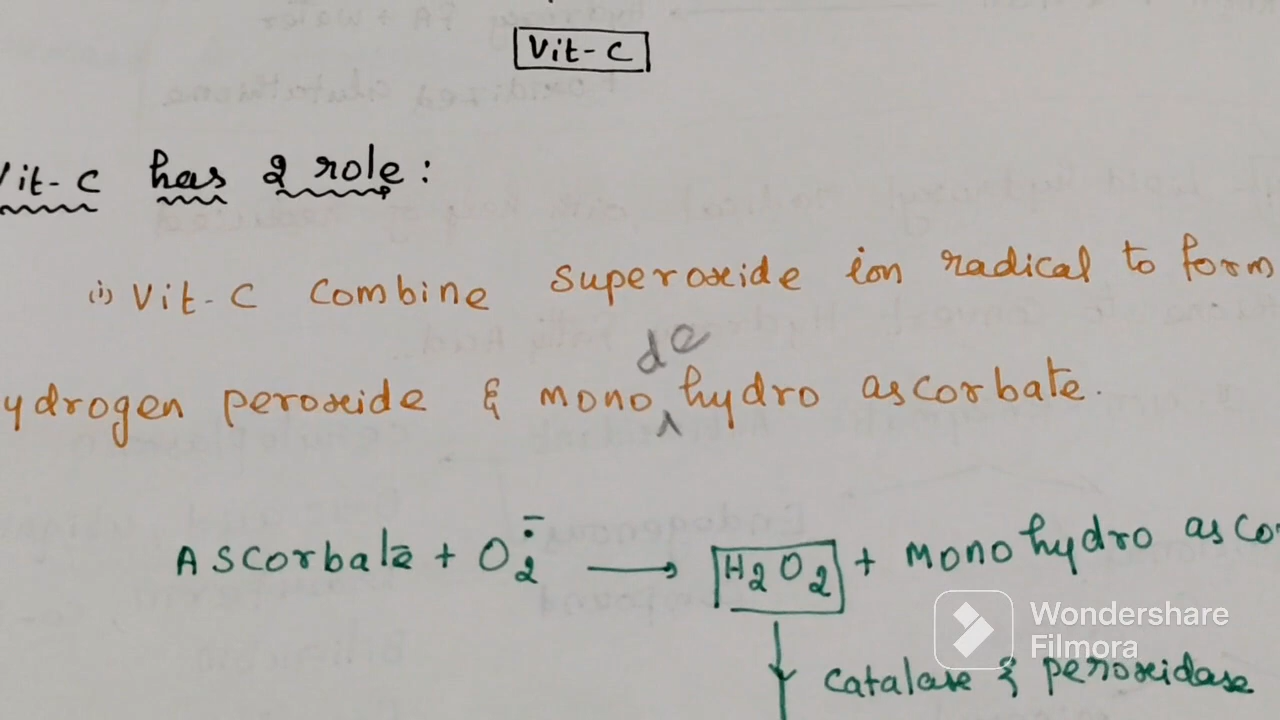 Vit-C
Vit-C has 2 role:
(i) Vit-C combine superoxide ion radical to form
ydrogen peroxide & mono de hydro ascorbate.
Ascorbate + O2•̄ → H2O2 + mono hydro asco
catalase & peroxidase
Wondershare
Filmora